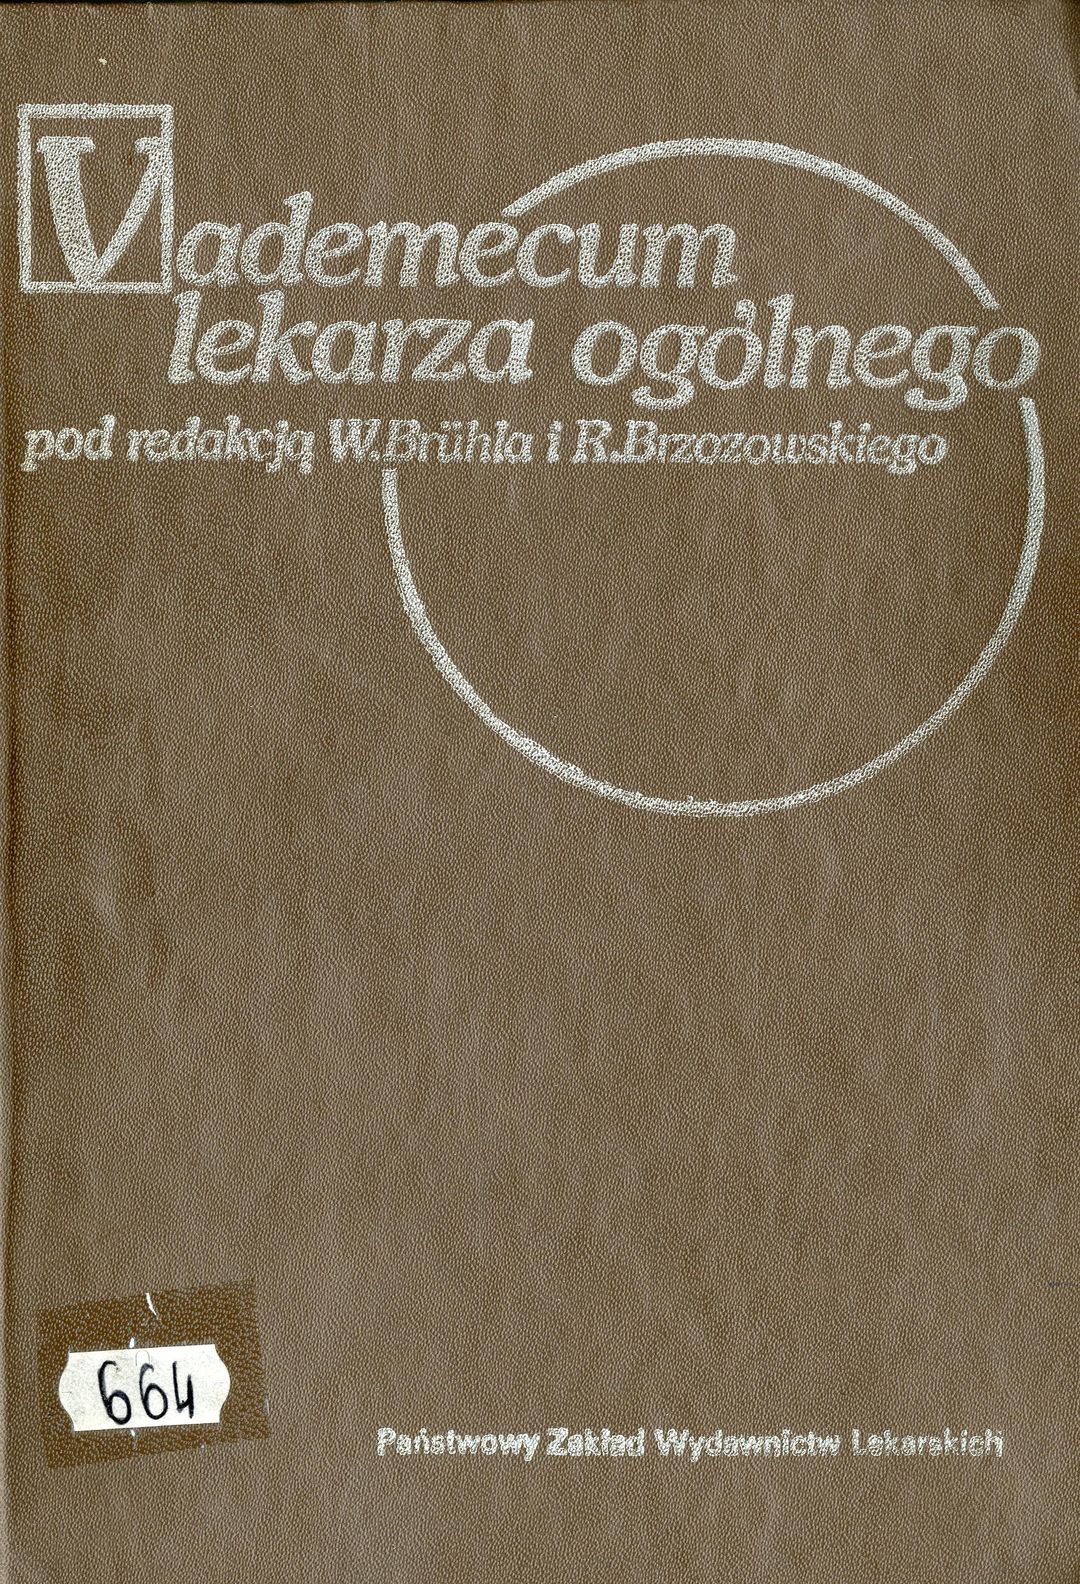 Vademecum
lekarza ogólnego
pod redakcją W.Brühla i R.Brzozowskiego
664
Państwowy Zakład Wydawnictw Lekarskich